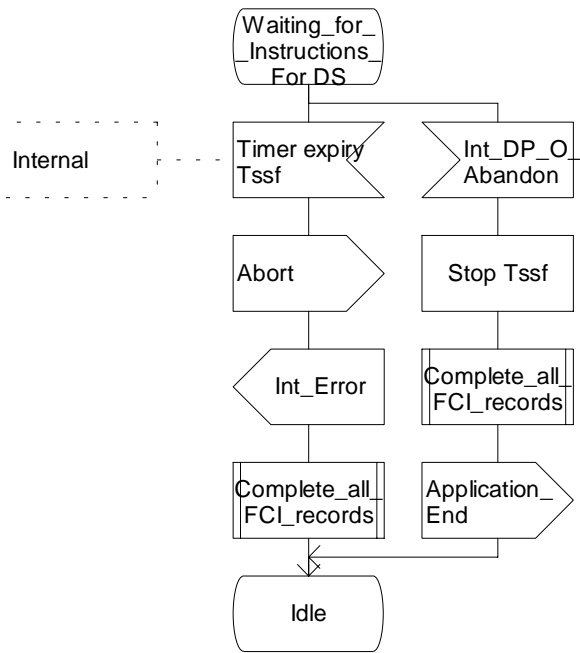 Waiting_for_
_Instructions_
For DS
Internal
Timer expiry
Tssf
Int_DP_O_
Abandon
Abort
Stop Tssf
Int_Error
Complete_all_
FCI_records
Complete_all_
FCI_records
Application_
End
Idle